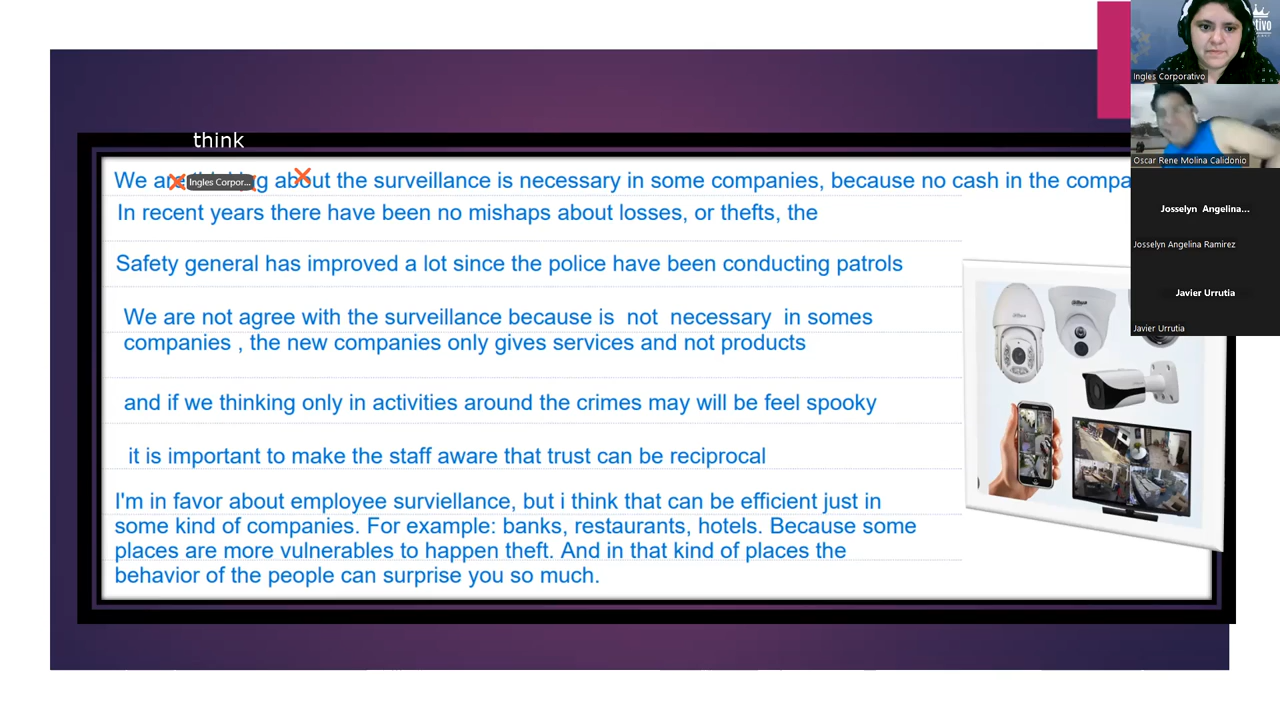 think
We are about the surveillance is necessary in some companies, because no cash in the
Ingles Corpor...
In recent years there have been no mishaps about losses, or thefts, the
Safety general has improved a lot since the police have been conducting patrols
We are not agree with the surveillance because is not necessary in somes
companies , the new companies only gives services and not products
and if we thinking only in activities around the crimes may will be feel spooky
it is important to make the staff aware that trust can be reciprocal
I'm in favor about employee surviellance, but i think that can be efficient just in
some kind of companies. For example: banks, restaurants, hotels. Because some
places are more vulnerables to happen theft. And in that kind of places the
behavior of the people can surprise you so much.
Ingles Corporativo
Oscar Rene Molina Calidonio
Josselyn Angelina...
Josselyn Angelina Ramirez
Javier Urrutia
Javier Urrutia